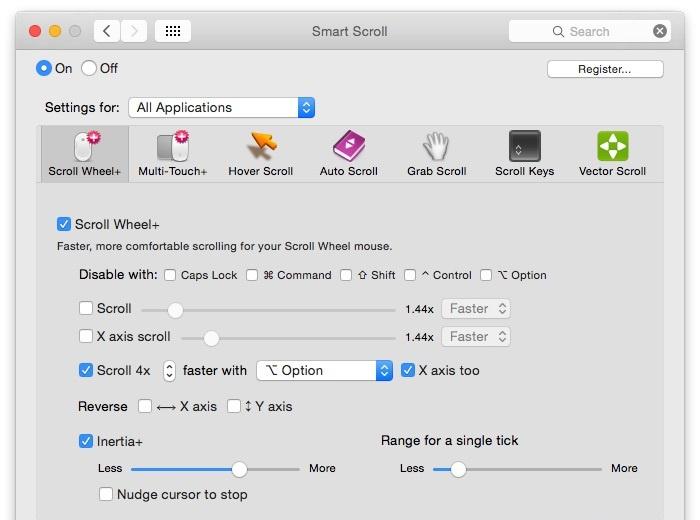 Smart Scroll
Search
On Off
Register...
Settings for: All Applications
Scroll Wheel+ Multi-Touch+ Hover Scroll Auto Scroll Grab Scroll Scroll Keys Vector Scroll
Scroll Wheel+
Faster, more comfortable scrolling for your Scroll Wheel mouse.
Disable with: Caps Lock ⌘ Command ⇧ Shift ^ Control ⌥ Option
Scroll 1.44x Faster
X axis scroll 1.44x Faster
Scroll 4x faster with ⌥ Option X axis too
Reverse ↔ X axis ↕ Y axis
Inertia+ Range for a single tick
Less More Less More
Nudge cursor to stop